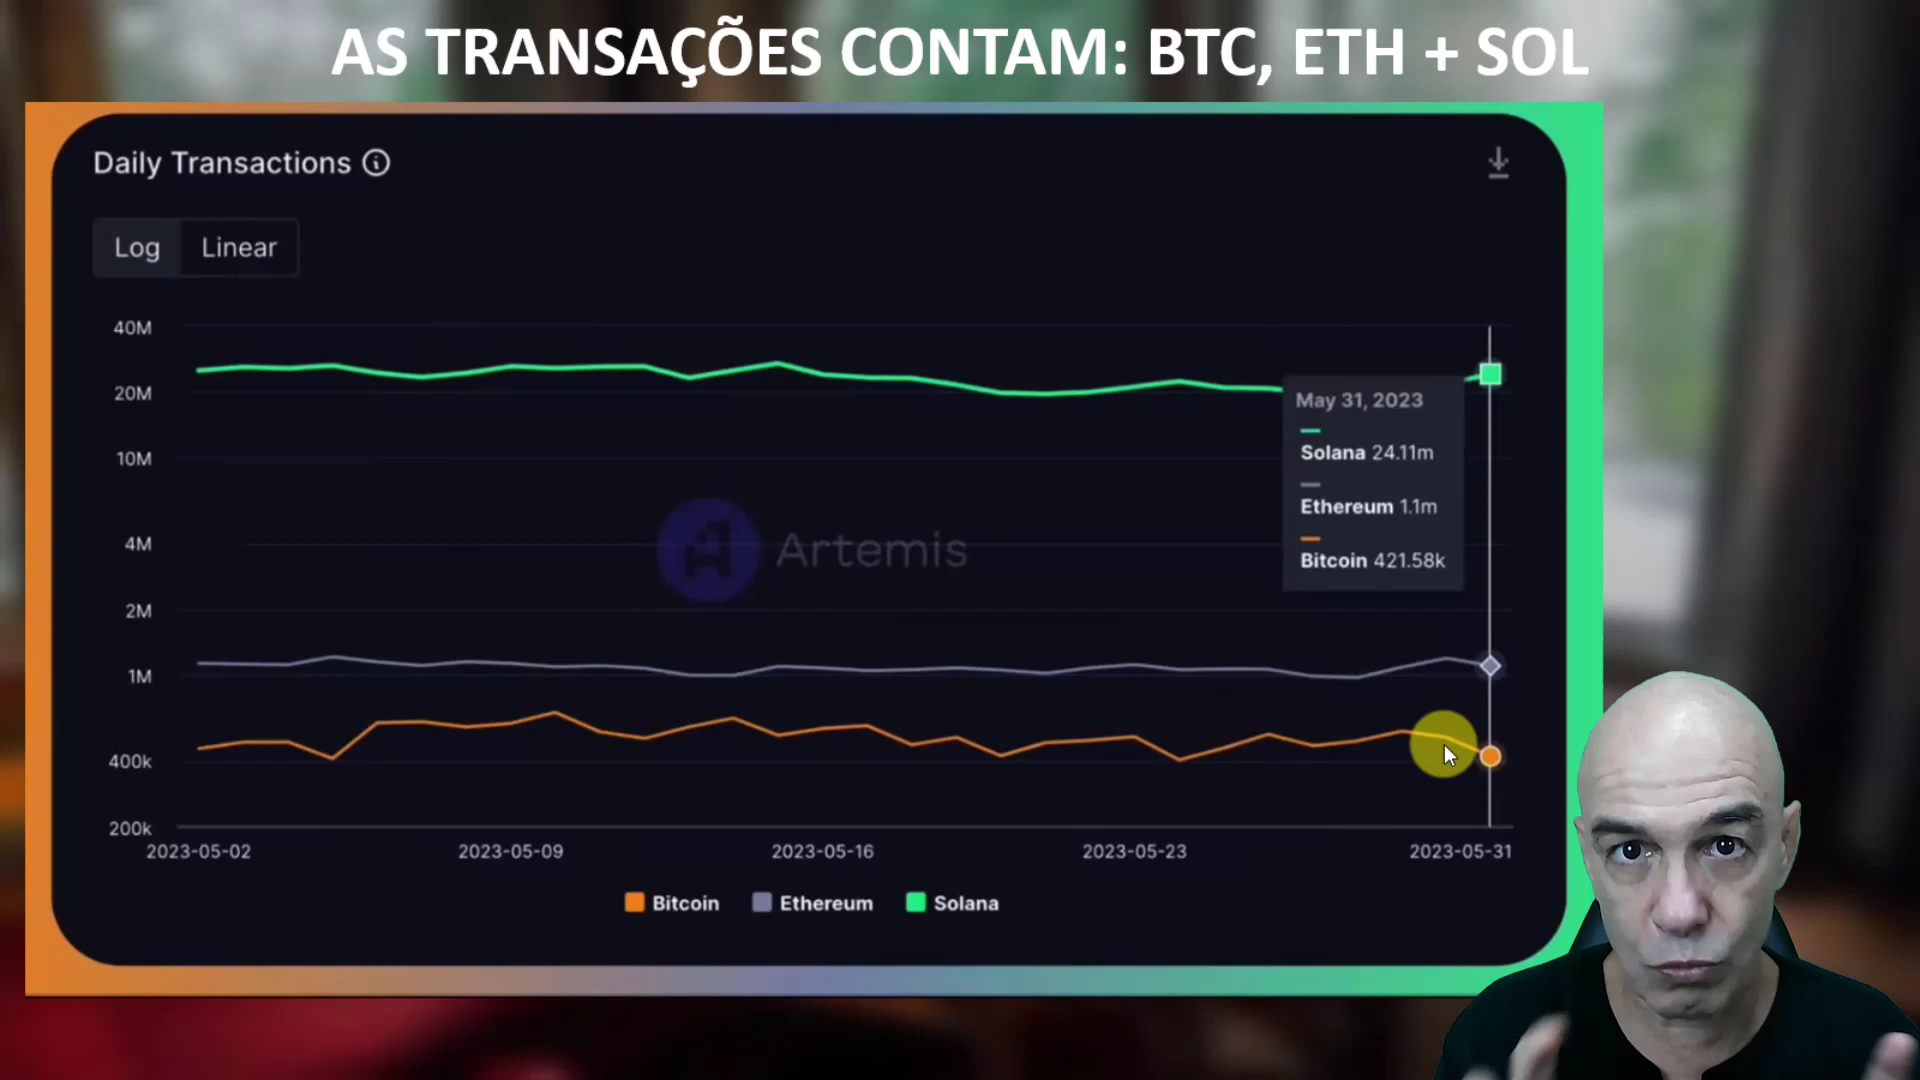 AS TRANSAÇÕES CONTAM: BTC, ETH + SOL
Daily Transactions
Log Linear
40M
20M
10M
4M
2M
1M
400k
200k
May 31, 2023
Solana 24.11m
Ethereum 1.1m
Bitcoin 421.58k
Artemis
2023-05-02 2023-05-09 2023-05-16 2023-05-23 2023-05-31
Bitcoin Ethereum Solana